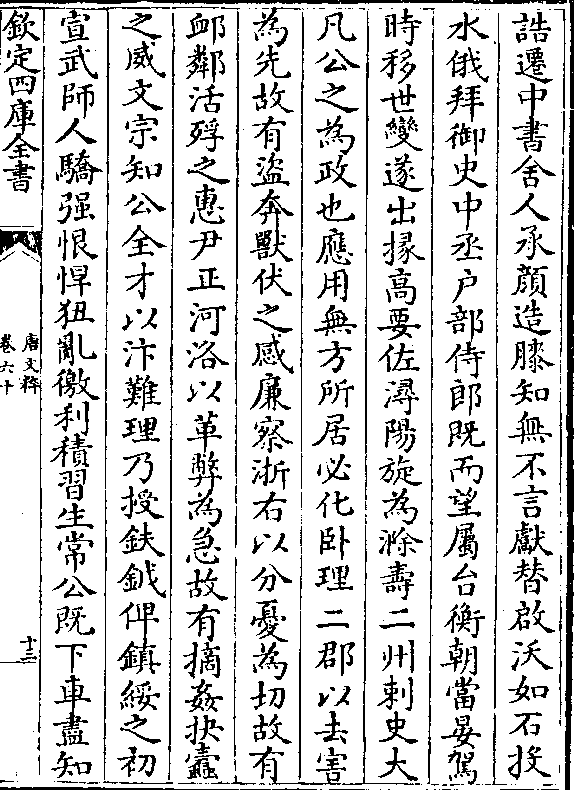 誥遷中書舍人承顔造膝知無不言獻替啟沃如石投
水俄拜御史中丞户部侍郎既而望屬台衡朝當晏駕
時移世變遂出掾高要佐潯陽旋為滁壽二州刺史大
凡公之為政也應用無方所居必化卧理二郡以去害
為先故有盜奔獸伏之感廉察浙右以分憂為切故有
卹鄰活殍之惠尹正河洛以革弊為急故有摘姦抉蠹
之威文宗知公全才以汴難理乃授鈇鉞俾鎮綏之初
宣武師人驕强恨悍狃亂徼利積習生常公既下車盡知
欽定四庫全書
唐文粹
卷六十
十三